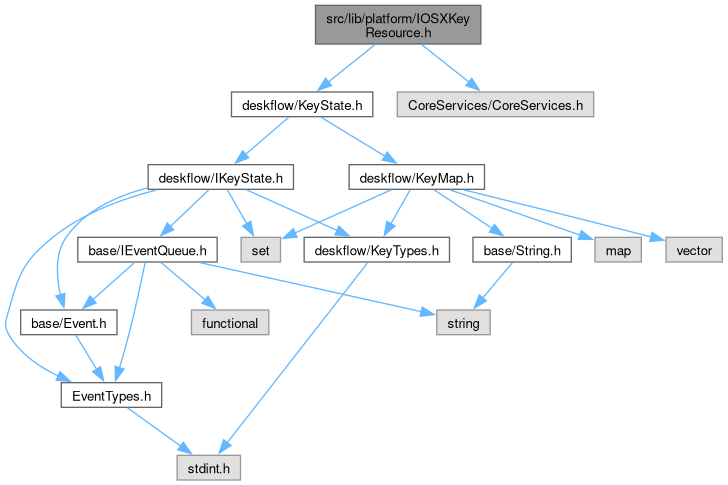 src/lib/platform/IOSXKey
Resource.h
deskflow/KeyState.h
CoreServices/CoreServices.h
deskflow/IKeyState.h
deskflow/KeyMap.h
base/IEventQueue.h
set
deskflow/KeyTypes.h
base/String.h
map
vector
base/Event.h
functional
string
EventTypes.h
stdint.h